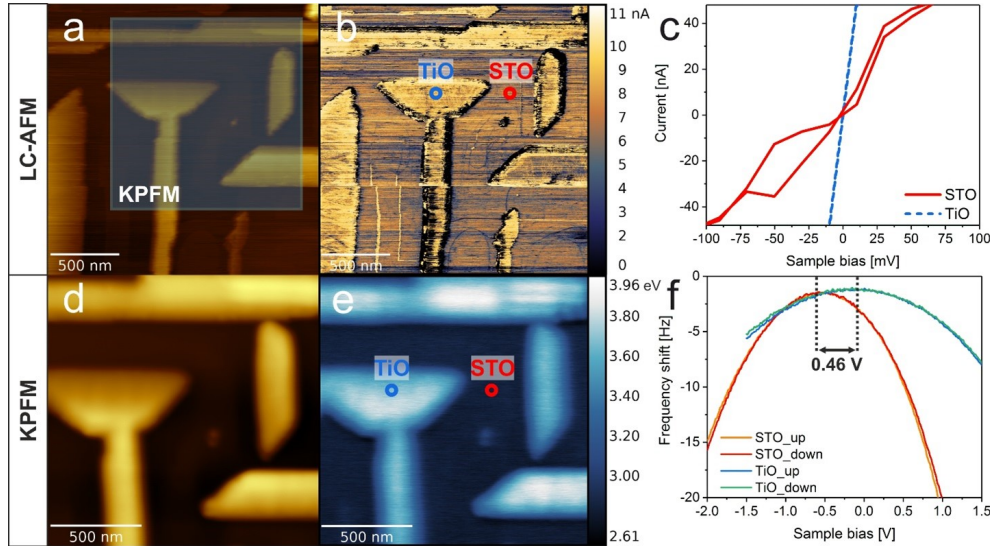 LC-AFM
a
KPFM
500 nm
b
TiO
STO
500 nm
11 nA
10
9
8
7
6
5
4
3
2
1
0
c
Current [nA]
40
20
0
-20
-40
-100 -75 -50 -25 0 25 50 75 100
Sample bias [mV]
STO
TiO
KPFM
d
500 nm
e
TiO
STO
500 nm
3.96 eV
3.80
3.60
3.40
3.20
3.00
2.61
f
Frequency shift [Hz]
0
-5
-10
-15
-20
0.46 V
STO_up
STO_down
TiO_up
TiO_down
-2.0 -1.5 -1.0 -0.5 0.0 0.5 1.0 1.5
Sample bias [V]